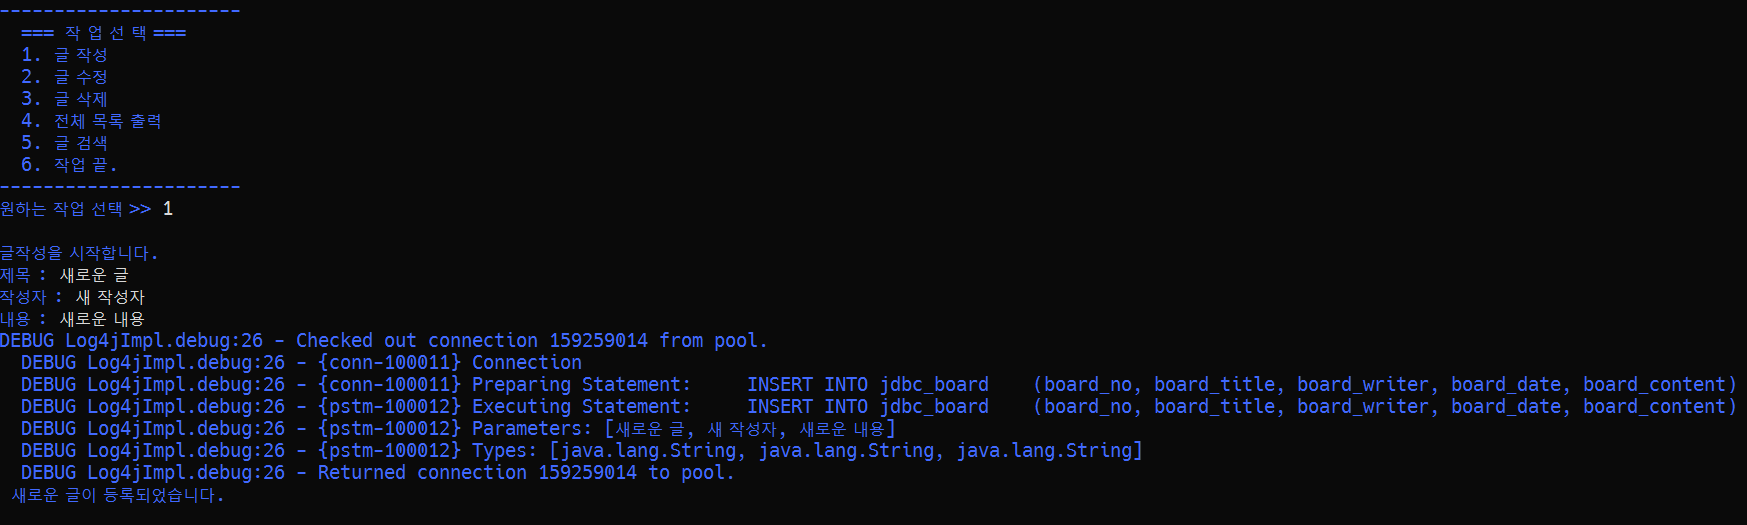 ----------------------
=== 작 업 선 택 ===
1. 글 작성
2. 글 수정
3. 글 삭제
4. 전체 목록 출력
5. 글 검색
6. 작업 끝.
----------------------
원하는 작업 선택 >> 1
글작성을 시작합니다.
제목 : 새로운 글
작성자 : 새 작성자
내용 : 새로운 내용
DEBUG Log4jImpl.debug:26 - Checked out connection 159259014 from pool.
DEBUG Log4jImpl.debug:26 - {conn-100011} Connection
DEBUG Log4jImpl.debug:26 - {conn-100011} Preparing Statement: INSERT INTO jdbc_board (board_no, board_title, board_writer, board_date, board_content)
DEBUG Log4jImpl.debug:26 - {pstm-100012} Executing Statement: INSERT INTO jdbc_board (board_no, board_title, board_writer, board_date, board_content)
DEBUG Log4jImpl.debug:26 - {pstm-100012} Parameters: [새로운 글, 새 작성자, 새로운 내용]
DEBUG Log4jImpl.debug:26 - {pstm-100012} Types: [java.lang.String, java.lang.String, java.lang.String]
DEBUG Log4jImpl.debug:26 - Returned connection 159259014 to pool.
새로운 글이 등록되었습니다.